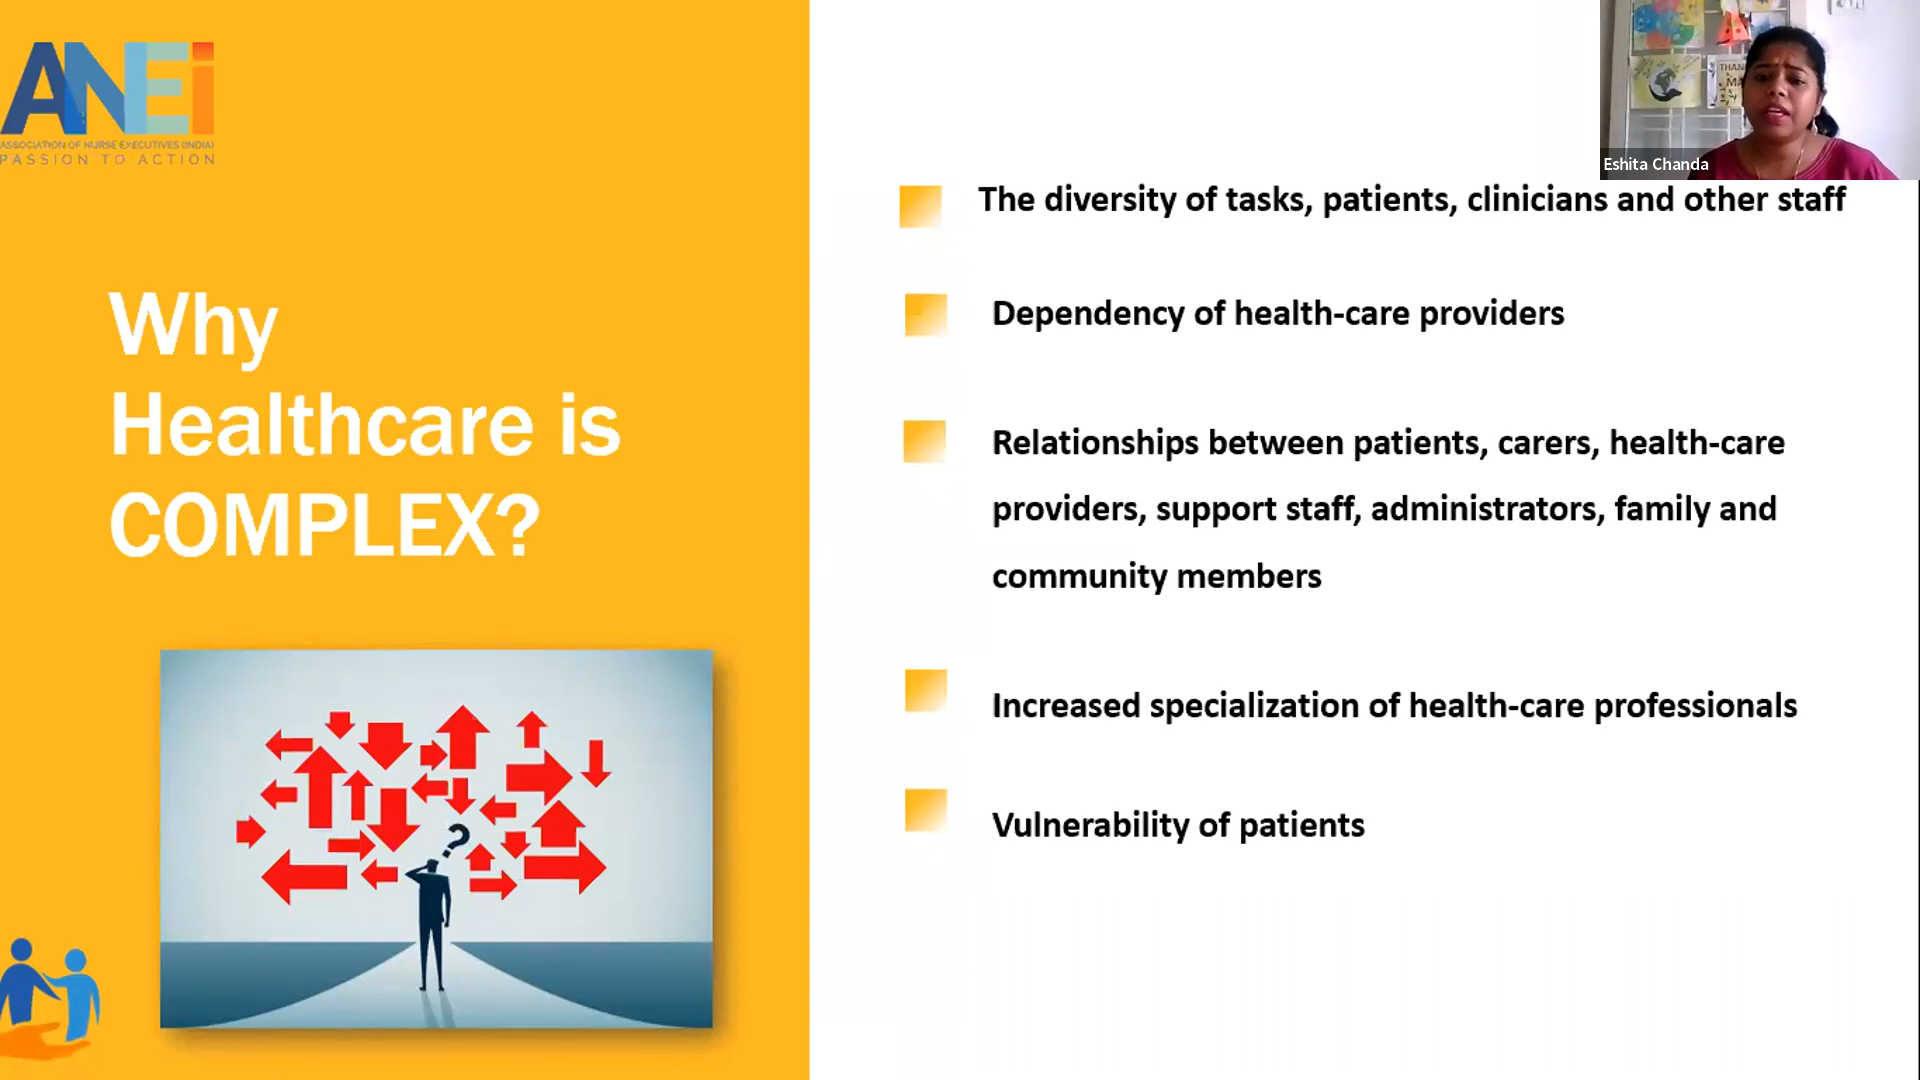 ANEi
ASSOCIATION OF NURSE EXECUTIVES (INDIA)
PASSION TO ACTION
Why
Healthcare is
COMPLEX?
?
THAN
MA
Eshita Chanda
The diversity of tasks, patients, clinicians and other staff
Dependency of health-care providers
Relationships between patients, carers, health-care
providers, support staff, administrators, family and
community members
Increased specialization of health-care professionals
Vulnerability of patients